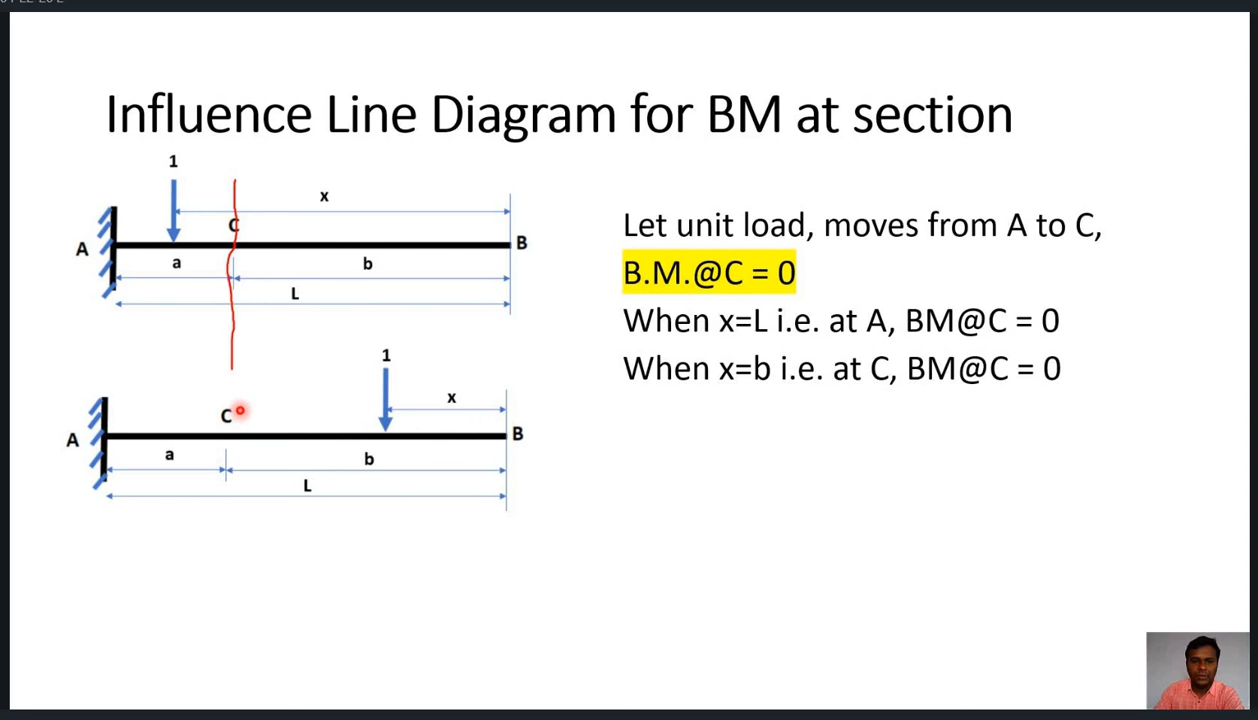 Influence Line Diagram for BM at section
1
x
C
A
B
a
b
L
Let unit load, moves from A to C,
B.M.@C = 0
When x=L i.e. at A, BM@C = 0
When x=b i.e. at C, BM@C = 0
1
x
C
A
B
a
b
L